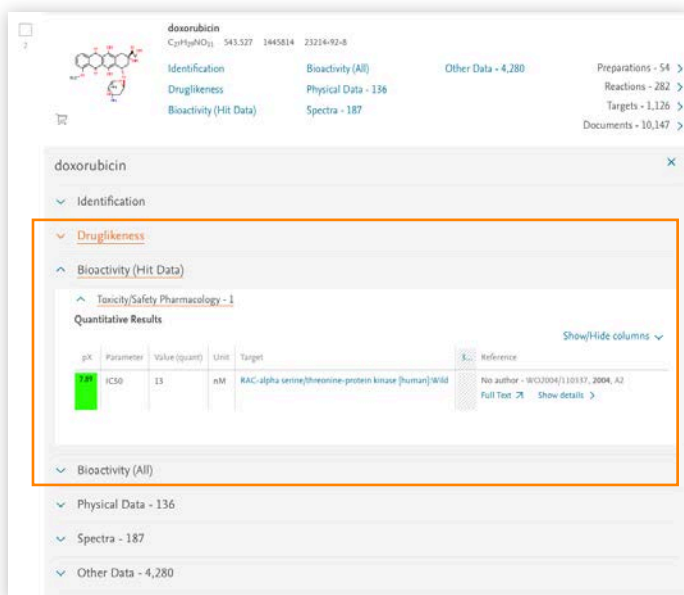 2
doxorubicin
C₂₇H₂₉NO₁₁ 543.527 1445814 23214-92-8
Identification Bioactivity (All) Other Data - 4,280 Preparations - 54 >
Druglikeness Physical Data - 136 Reactions - 282 >
Bioactivity (Hit Data) Spectra - 187 Targets - 1,126 >
Documents - 10,147 >
doxorubicin ×
Identification
Druglikeness
Bioactivity (Hit Data)
Toxicity/Safety Pharmacology - 1
Quantitative Results
Show/Hide columns
pX Parameter Value (quant) Unit Target Reference
7.89 IC50 13 nM RAC-alpha serine/threonine-protein kinase [human]:Wild No author - WO2004/110337, 2004, A2
Full Text Show details >
Bioactivity (All)
Physical Data - 136
Spectra - 187
Other Data - 4,280